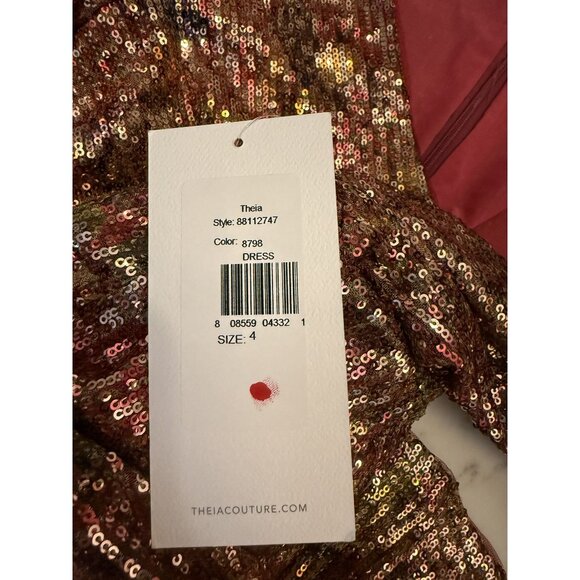 Theia
Style: 88112747
Color: 8798
DRESS
8 08559 04332 1
SIZE: 4
THEIACOUTURE.COM